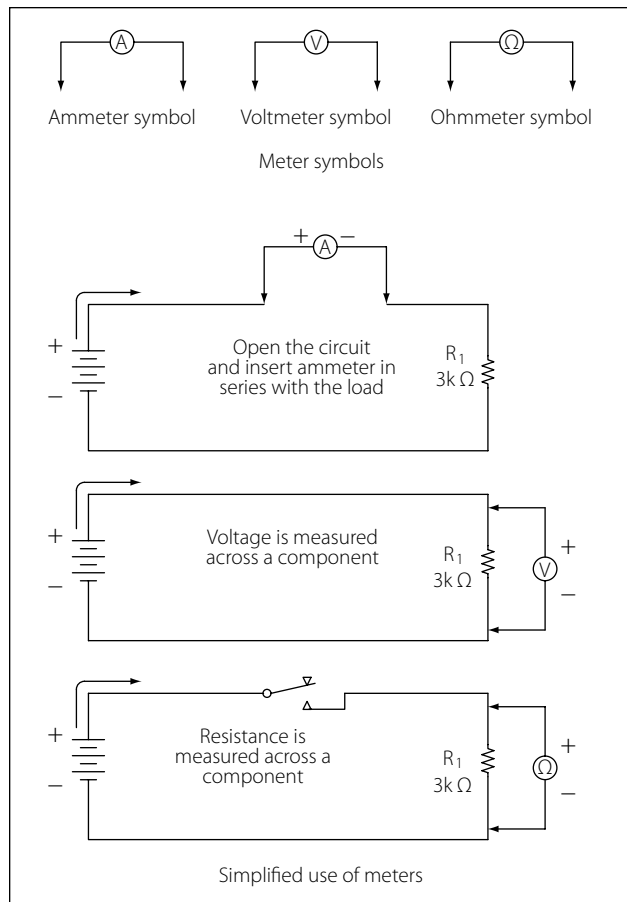 A
V
Ω
Ammeter symbol
Voltmeter symbol
Ohmmeter symbol
Meter symbols
+ A −
+
−
Open the circuit
and insert ammeter in
series with the load
R1
3k Ω
+
−
Voltage is measured
across a component
R1
3k Ω
+
V
−
+
−
Resistance is
measured across a
component
R1
3k Ω
+
Ω
−
Simplified use of meters